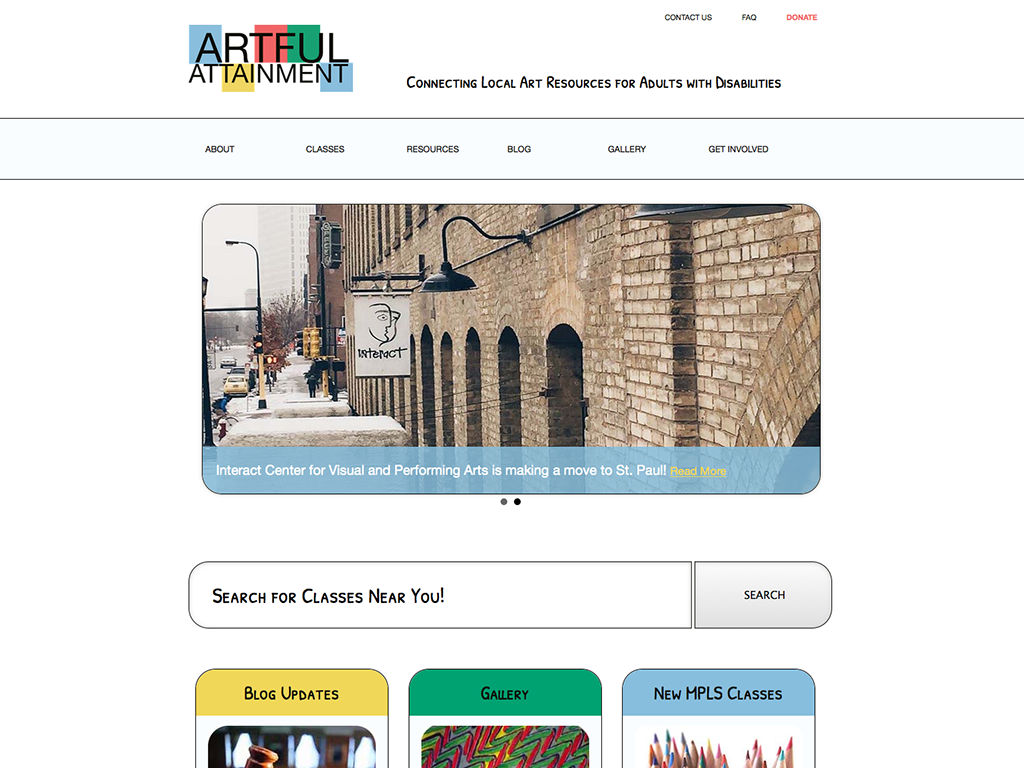 CONTACT US FAQ DONATE
ARTFUL
ATTAINMENT
Connecting Local Art Resources for Adults with Disabilities
ABOUT CLASSES RESOURCES BLOG GALLERY GET INVOLVED
interact
Interact Center for Visual and Performing Arts is making a move to St. Paul! Read More
Search for Classes Near You! SEARCH
Blog Updates Gallery New MPLS Classes